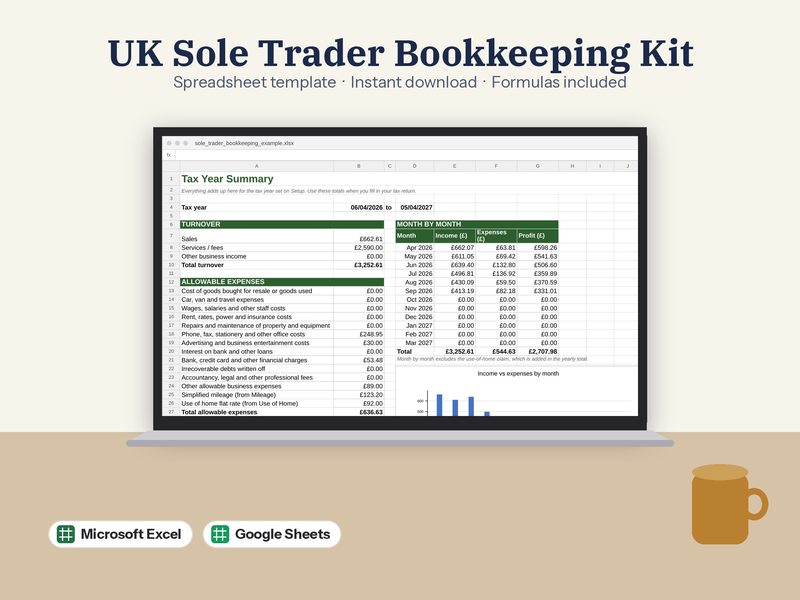 UK Sole Trader Bookkeeping Kit
Spreadsheet template · Instant download · Formulas included
sole_trader_bookkeeping_example.xlsx
fx
A B C D E F G H I J
1 Tax Year Summary
2 Everything adds up here for the tax year set on Setup. Use these totals when you fill in your tax return.
3
4 Tax year 06/04/2026 to 05/04/2027
5
6 TURNOVER MONTH BY MONTH
7 Sales £662.61 Month Income (£) Expenses (£) Profit (£)
8 Services / fees £2,590.00 Apr 2026 £662.07 £63.81 £598.26
9 Other business income £0.00 May 2026 £611.05 £69.42 £541.63
10 Total turnover £3,252.61 Jun 2026 £639.40 £132.80 £506.60
11 Jul 2026 £496.81 £136.92 £359.89
12 ALLOWABLE EXPENSES Aug 2026 £430.09 £59.50 £370.59
13 Cost of goods bought for resale or goods used £0.00 Sep 2026 £413.19 £82.18 £331.01
14 Car, van and travel expenses £0.00 Oct 2026 £0.00 £0.00 £0.00
15 Wages, salaries and other staff costs £0.00 Nov 2026 £0.00 £0.00 £0.00
16 Rent, rates, power and insurance costs £0.00 Dec 2026 £0.00 £0.00 £0.00
17 Repairs and maintenance of property and equipment £0.00 Jan 2027 £0.00 £0.00 £0.00
18 Phone, fax, stationery and other office costs £248.95 Feb 2027 £0.00 £0.00 £0.00
19 Advertising and business entertainment costs £30.00 Mar 2027 £0.00 £0.00 £0.00
20 Interest on bank and other loans £0.00 Total £3,252.61 £544.63 £2,707.98
21 Bank, credit card and other financial charges £53.48 Month by month excludes the use-of-home claim, which is added in the yearly total.
22 Irrecoverable debts written off £0.00
23 Accountancy, legal and other professional fees £0.00 Income vs expenses by month
24 Other allowable business expenses £89.00
25 Simplified mileage (from Mileage) £123.20
26 Use of home flat rate (from Use of Home) £92.00 600
27 Total allowable expenses £636.63 500
Microsoft Excel
Google Sheets